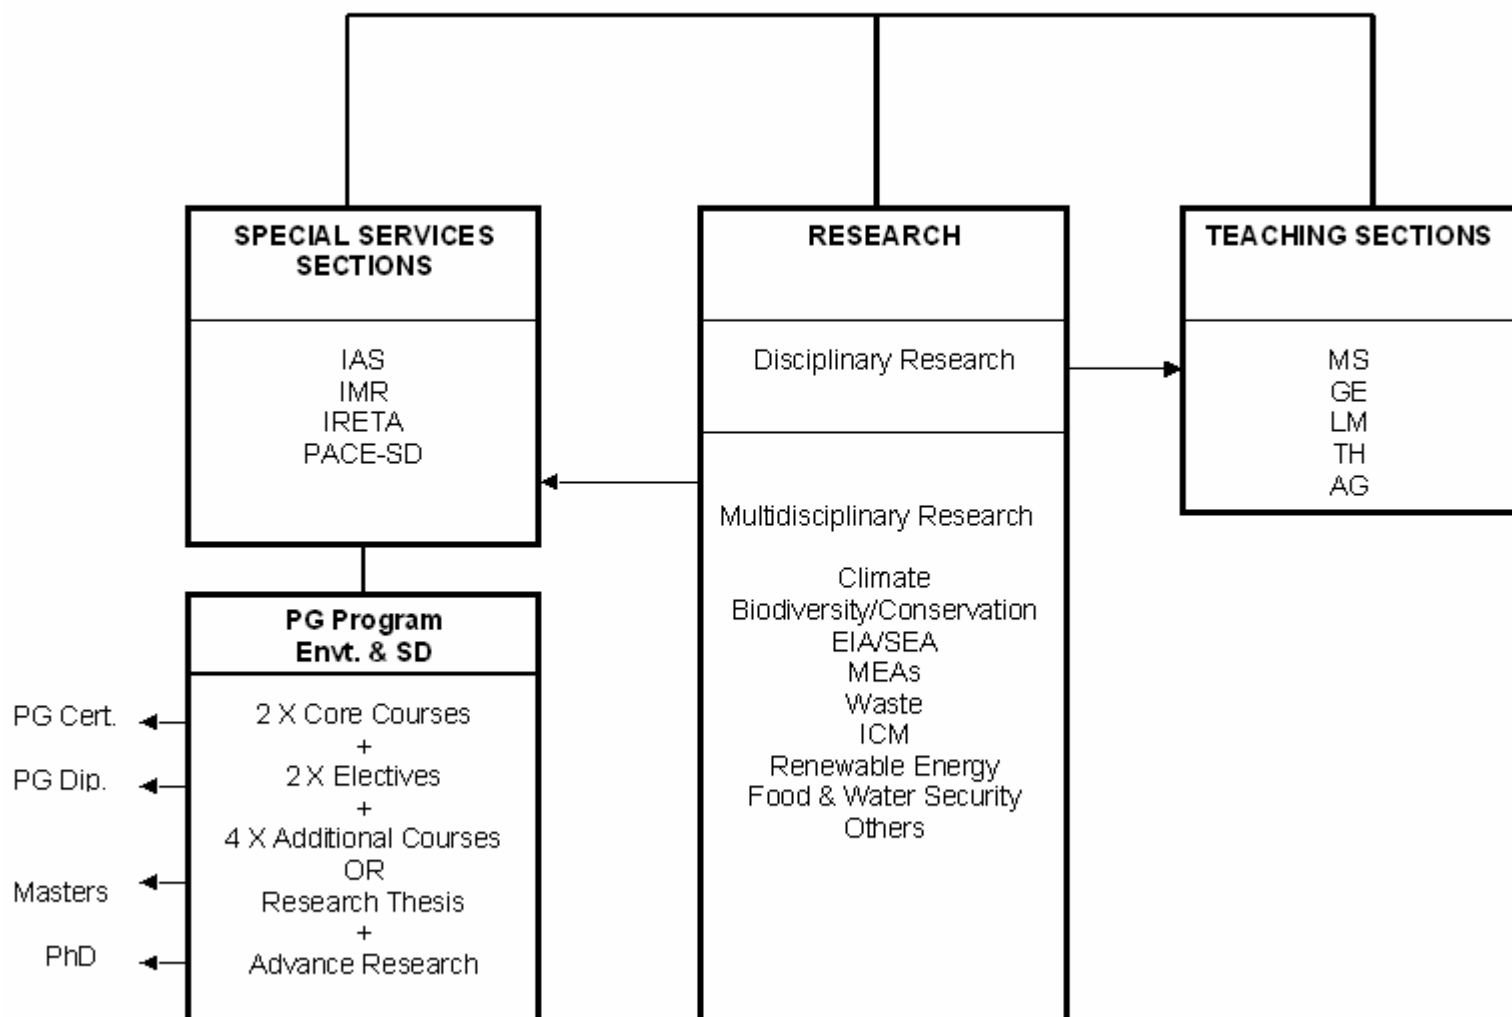 SPECIAL SERVICES
SECTIONS
IAS
IMR
IRETA
PACE-SD
RESEARCH
Disciplinary Research
Multidisciplinary Research
Climate
Biodiversity/Conservation
EIA/SEA
MEAs
Waste
ICM
Renewable Energy
Food & Water Security
Others
TEACHING SECTIONS
MS
GE
LM
TH
AG
PG Program
Envt. & SD
2 X Core Courses
+
2 X Electives
+
4 X Additional Courses
OR
Research Thesis
+
Advance Research
PG Cert.
PG Dip.
Masters
PhD